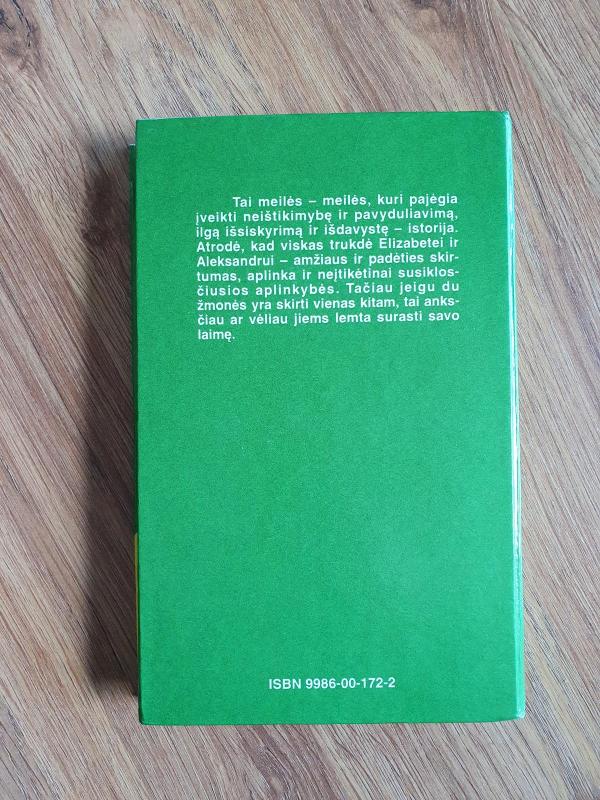 Tai meilės – meilės, kuri pajėgia
įveikti neištikimybę ir pavyduliavimą,
ilgą išsiskyrimą ir išdavystę – istorija.
Atrodė, kad viskas trukdė Elizabetei ir
Aleksandrui – amžiaus ir padėties skir-
tumas, aplinka ir neįtikėtinai susiklos-
čiusios aplinkybės. Tačiau jeigu du
žmonės yra skirti vienas kitam, tai anks-
čiau ar vėliau jiems lemta surasti savo
laimę.
ISBN 9986-00-172-2